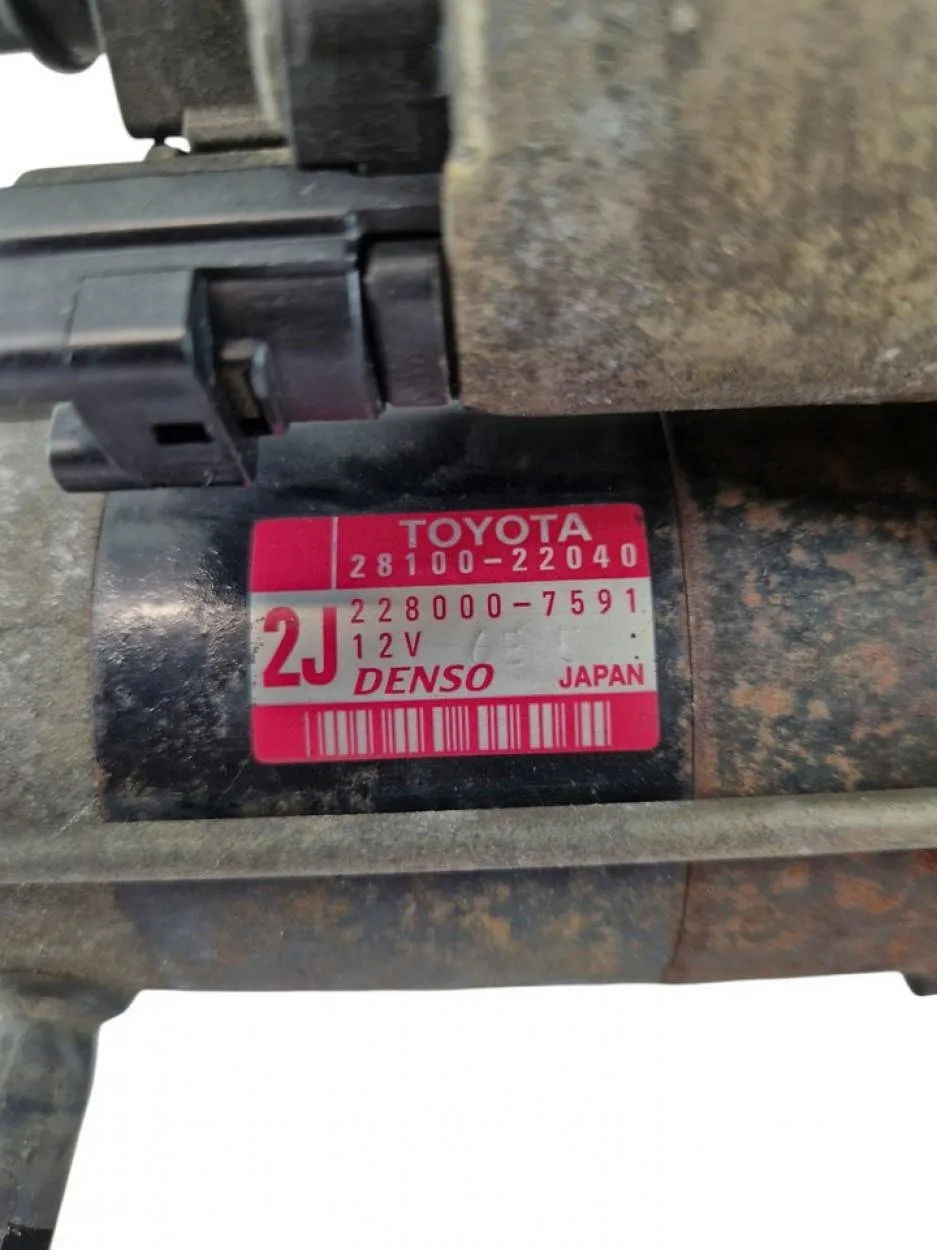 TOYOTA
28100-22040
2J
228000-7591
12V
DENSO JAPAN